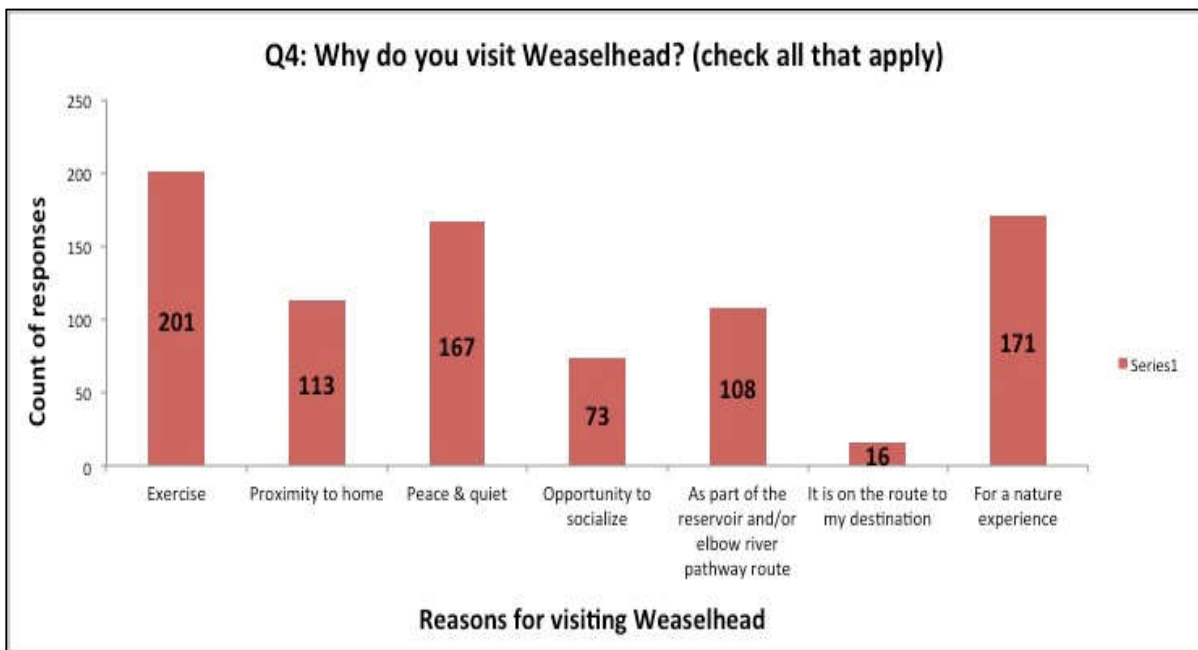 Q4: Why do you visit Weaselhead? (check all that apply)
250
200
150
100
50
0
Count of responses
201
113
167
73
108
16
171
Series1
Exercise
Proximity to home
Peace & quiet
Opportunity to
socialize
As part of the
reservoir and/or
elbow river
pathway route
It is on the route to
my destination
For a nature
experience
Reasons for visiting Weaselhead